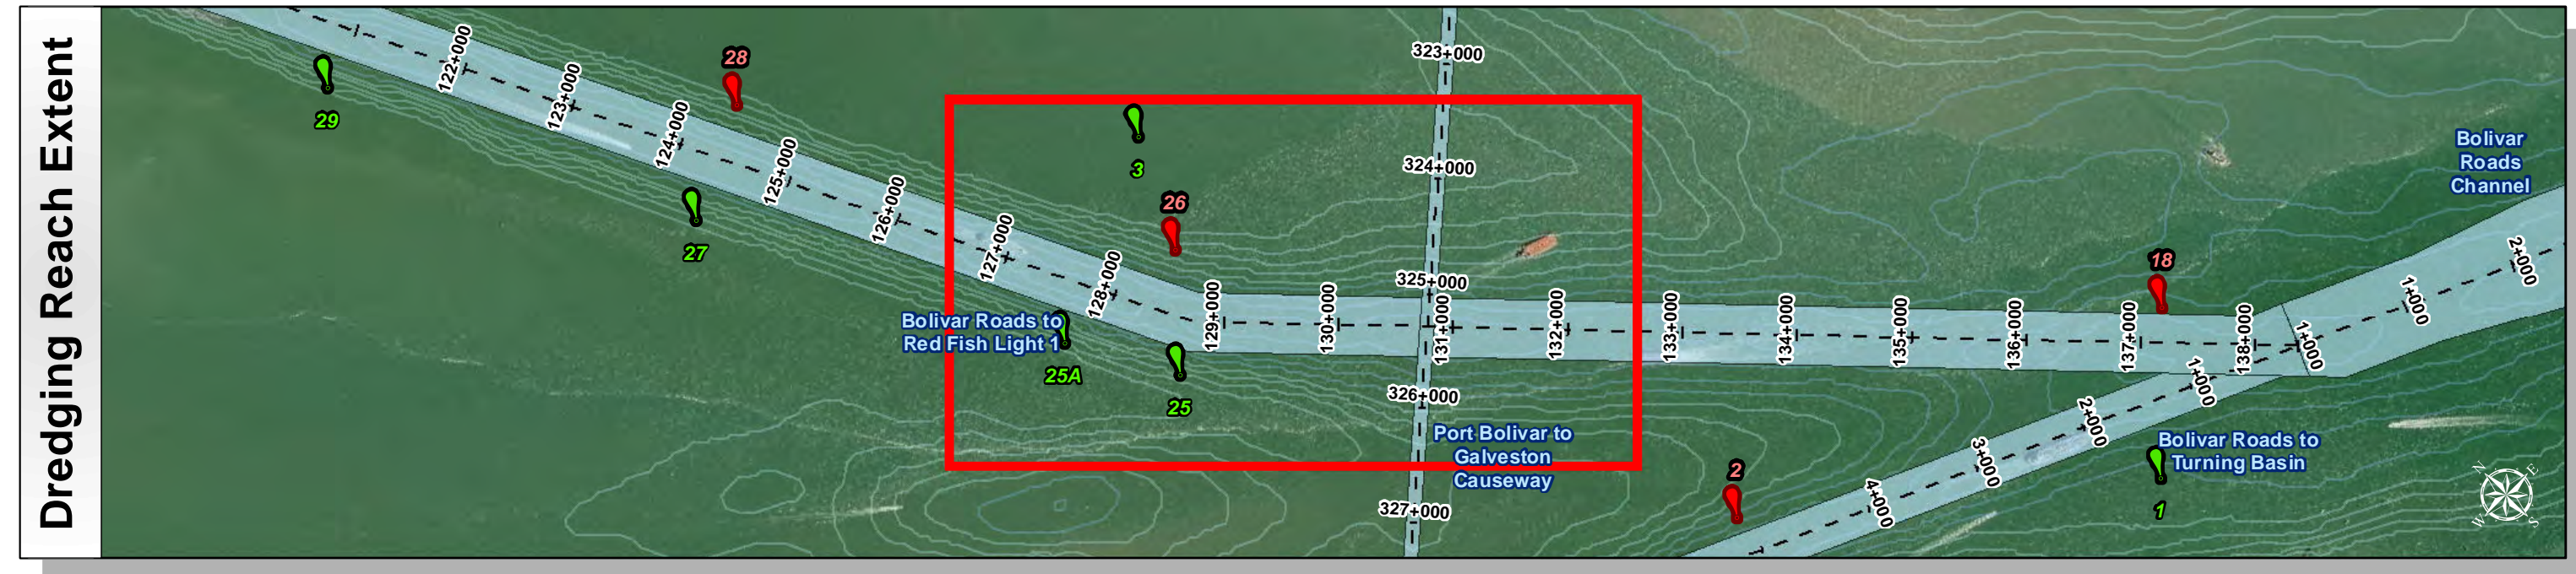 Dredging Reach Extent
122+000
123+000
124+000
125+000
126+000
127+000
128+000
129+000
130+000
131+000
132+000
133+000
134+000
135+000
136+000
137+000
138+000
1+000
1+000
2+000
323+000
324+000
325+000
326+000
327+000
1+000
2+000
3+000
4+000
29
28
27
3
26
25A
25
18
2
1
Bolivar Roads to
Red Fish Light 1
Port Bolivar to
Galveston
Causeway
Bolivar
Roads
Channel
Bolivar Roads to
Turning Basin
N
E
W
S